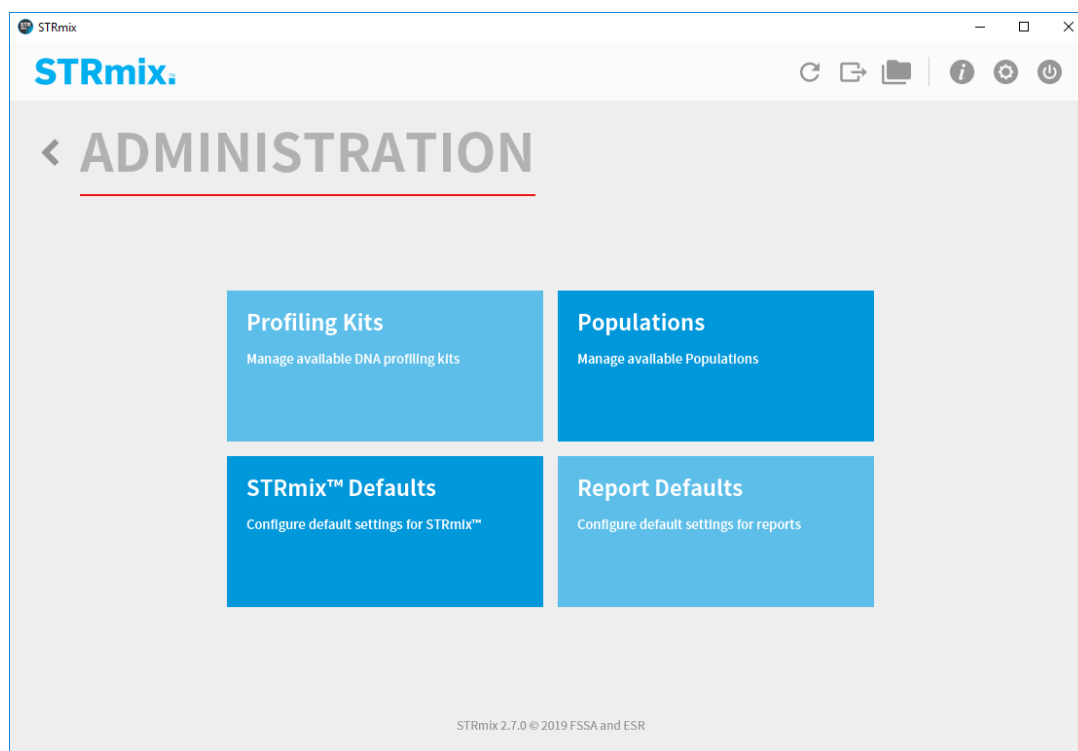 STRmix
STRmix™
ADMINISTRATION
Profiling Kits
Manage available DNA profiling kits
Populations
Manage available Populations
STRmix™ Defaults
Configure default settings for STRmix™
Report Defaults
Configure default settings for reports
STRmix 2.7.0 © 2019 FSSA and ESR